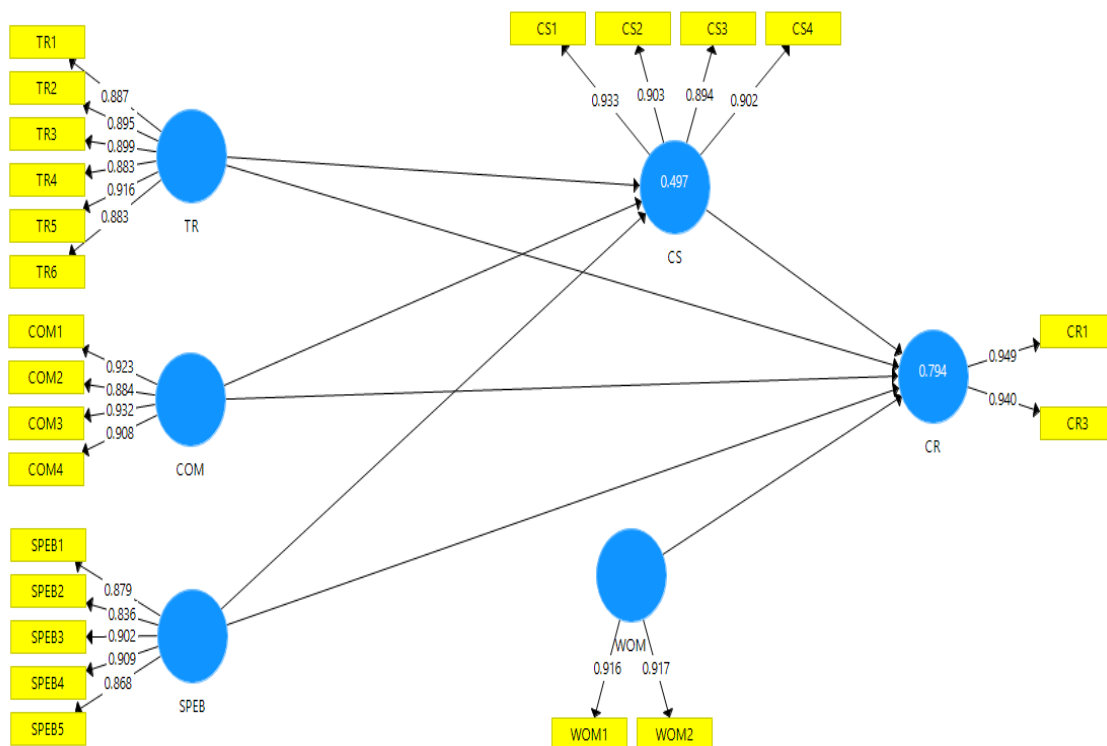 TR1
TR2
TR3
TR4
TR5
TR6
0.887
0.895
0.899
0.883
0.916
0.883
TR
COM1
COM2
COM3
COM4
0.923
0.884
0.932
0.908
COM
SPEB1
SPEB2
SPEB3
SPEB4
SPEB5
0.879
0.836
0.902
0.909
0.868
SPEB
CS1
CS2
CS3
CS4
0.933
0.903
0.894
0.902
0.497
CS
0.794
CR
0.949
0.940
CR1
CR3
WOM
0.916
0.917
WOM1
WOM2